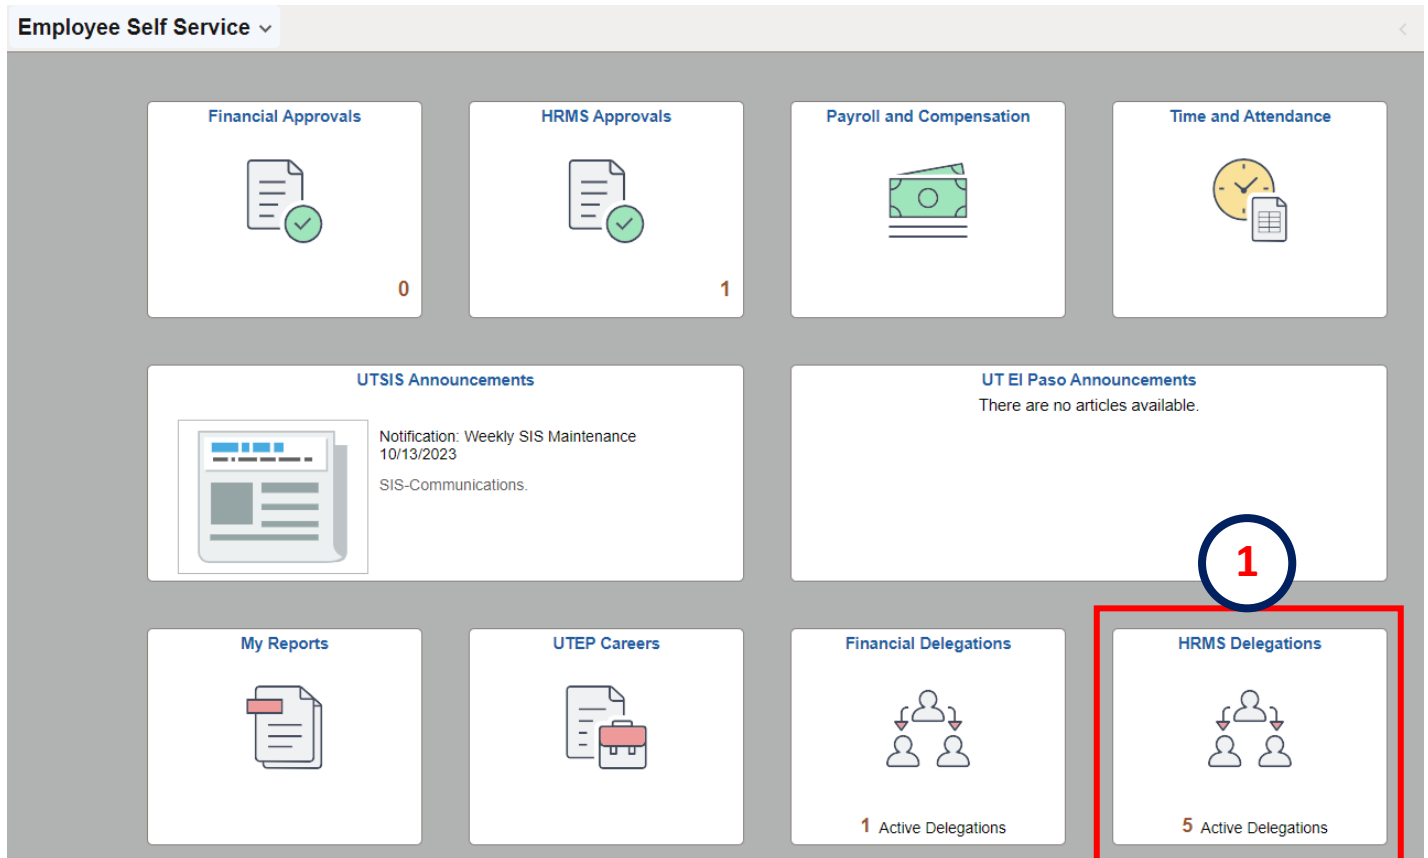 Employee Self Service
Financial Approvals
0
HRMS Approvals
1
Payroll and Compensation
Time and Attendance
UTSIS Announcements
Notification: Weekly SIS Maintenance
10/13/2023
SIS-Communications.
UT El Paso Announcements
There are no articles available.
1
My Reports
UTEP Careers
Financial Delegations
1 Active Delegations
HRMS Delegations
5 Active Delegations